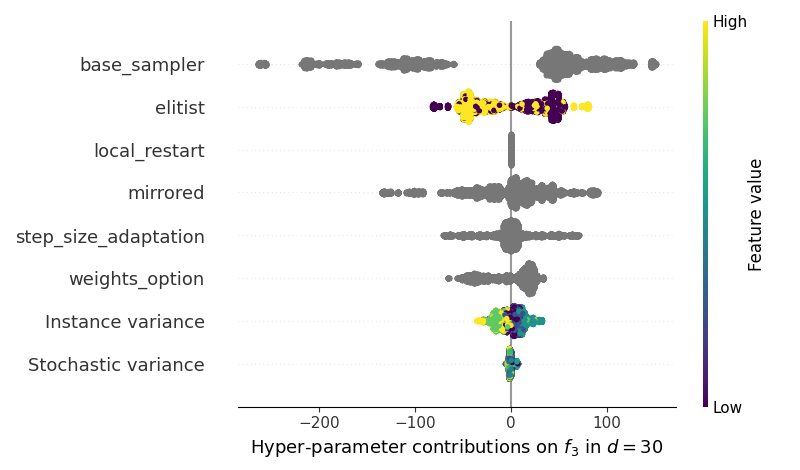 High
base_sampler
elitist
local_restart
mirrored
step_size_adaptation
weights_option
Instance variance
Stochastic variance
Feature value
Low
−200 −100 0 100
Hyper-parameter contributions on f₃ in d = 30